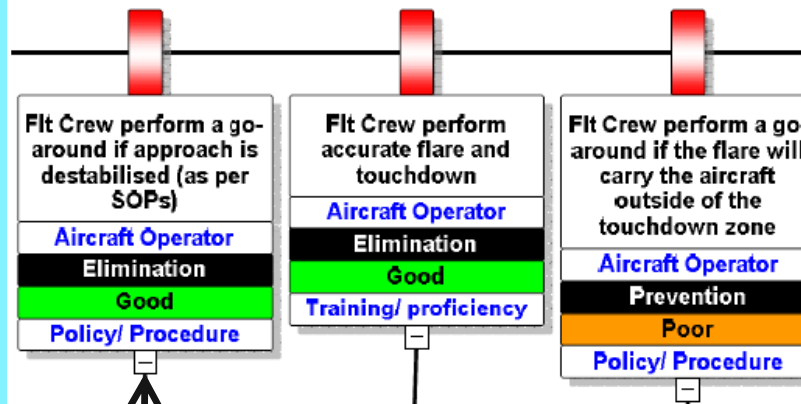 Flt Crew perform a go-
around if approach is
destabilised (as per
SOPs)
Aircraft Operator
Elimination
Good
Policy/ Procedure
Flt Crew perform
accurate flare and
touchdown
Aircraft Operator
Elimination
Good
Training/ proficiency
Flt Crew perform a go-
around if the flare will
carry the aircraft
outside of the
touchdown zone
Aircraft Operator
Prevention
Poor
Policy/ Procedure